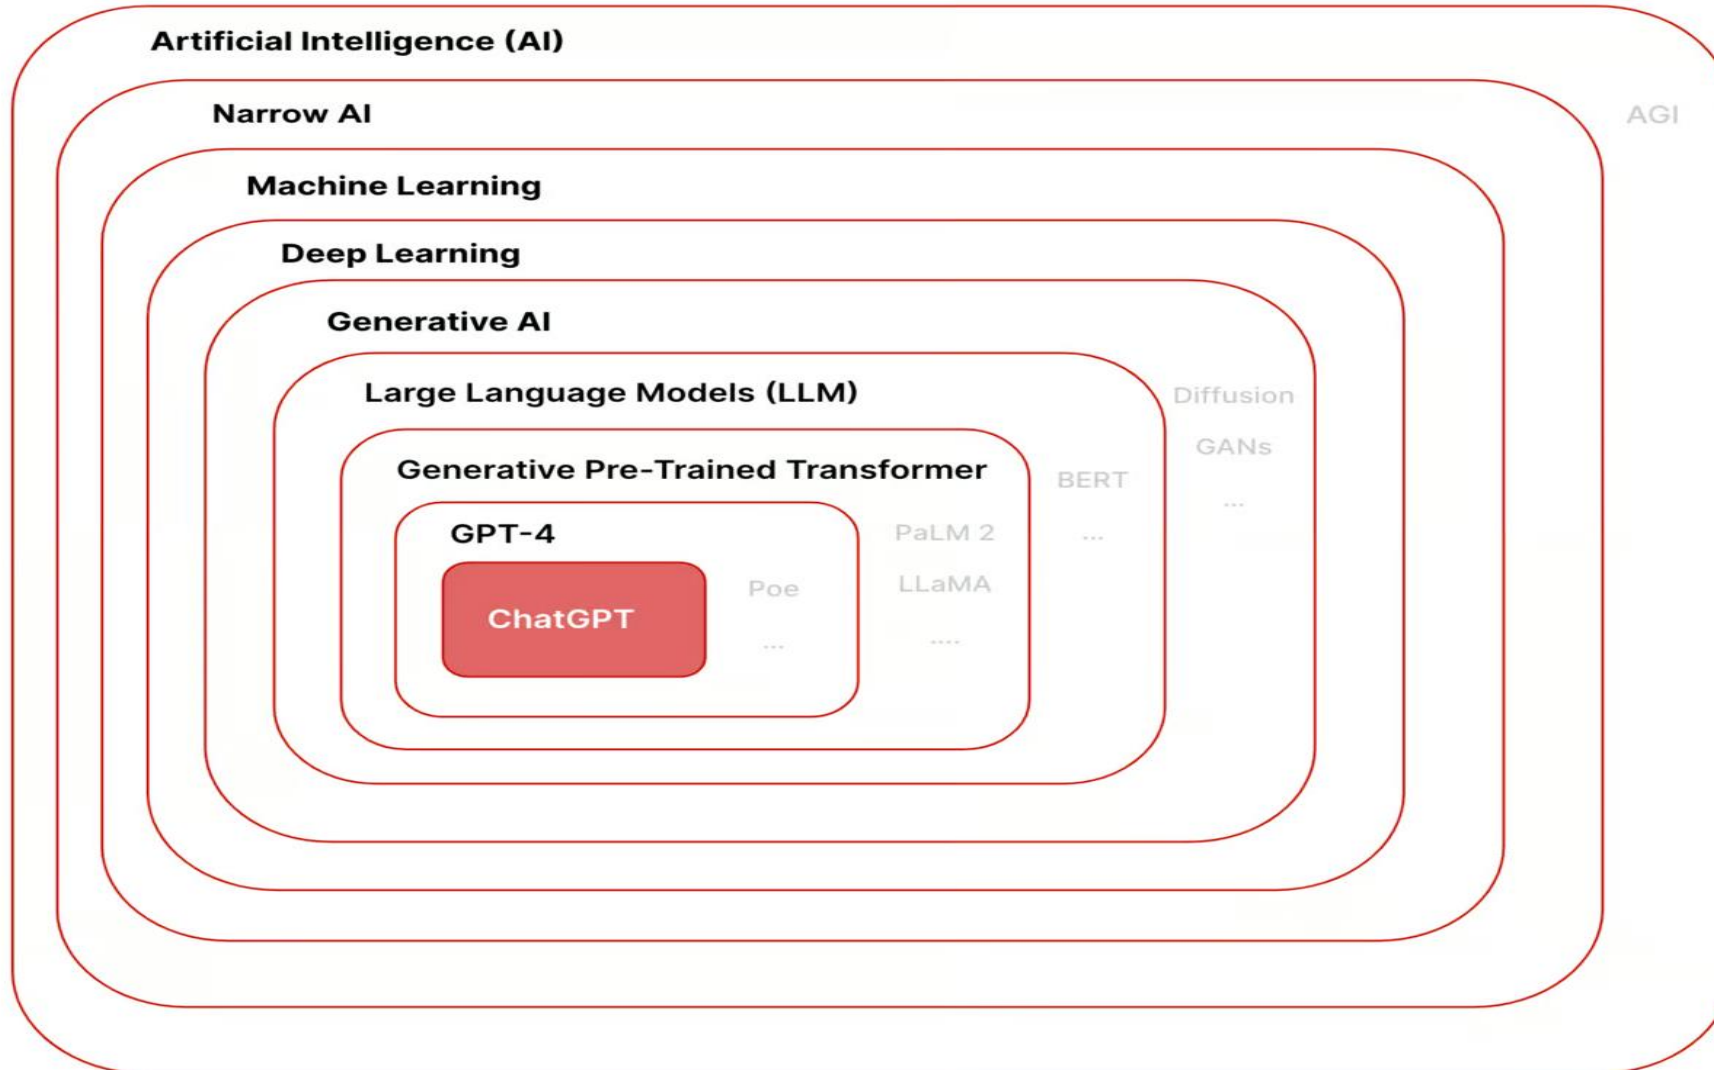 Artificial Intelligence (AI)
Narrow AI
AGI
Machine Learning
Deep Learning
Generative AI
Large Language Models (LLM)
Diffusion
GANs
...
Generative Pre-Trained Transformer
BERT
...
GPT-4
PaLM 2
LLaMA
....
Poe
...
ChatGPT